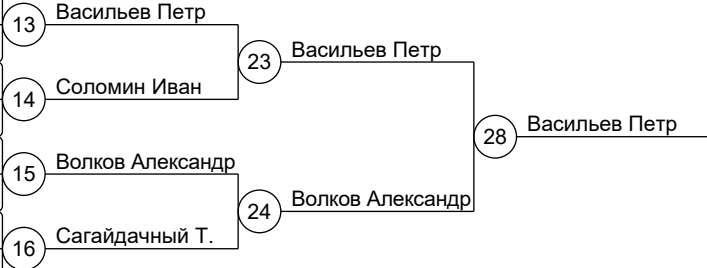 13 Васильев Петр
23 Васильев Петр
14 Соломин Иван
28 Васильев Петр
15 Волков Александр
24 Волков Александр
16 Сагайдачный Т.